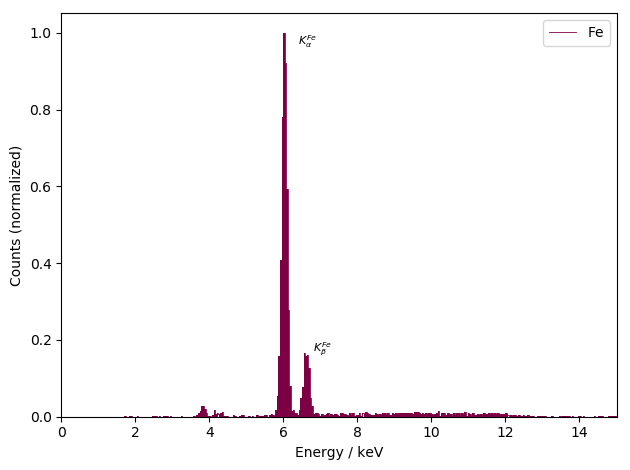 1.0
0.8
0.6
0.4
0.2
0.0
Counts (normalized)
K_α^{Fe}
K_β^{Fe}
Fe
0 2 4 6 8 10 12 14
Energy / keV